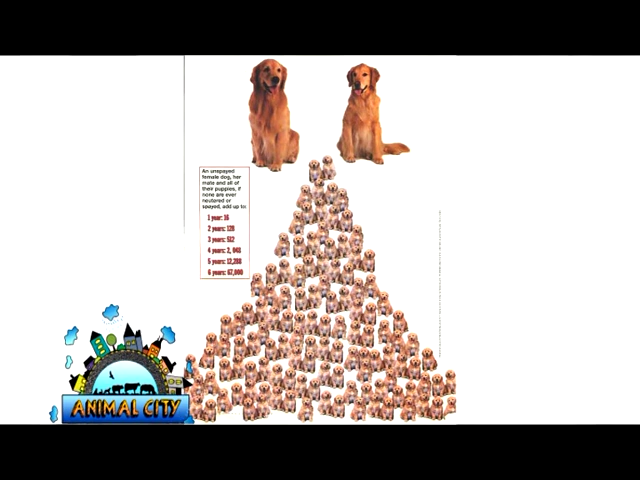 An unspayed
female dog, her
mate and all of
their puppies, if
none are ever
neutered or
spayed, add up to:
1 year: 16
2 years: 128
3 years: 512
4 years: 2, 048
5 years: 12,288
6 years: 67,000
ANIMAL CITY